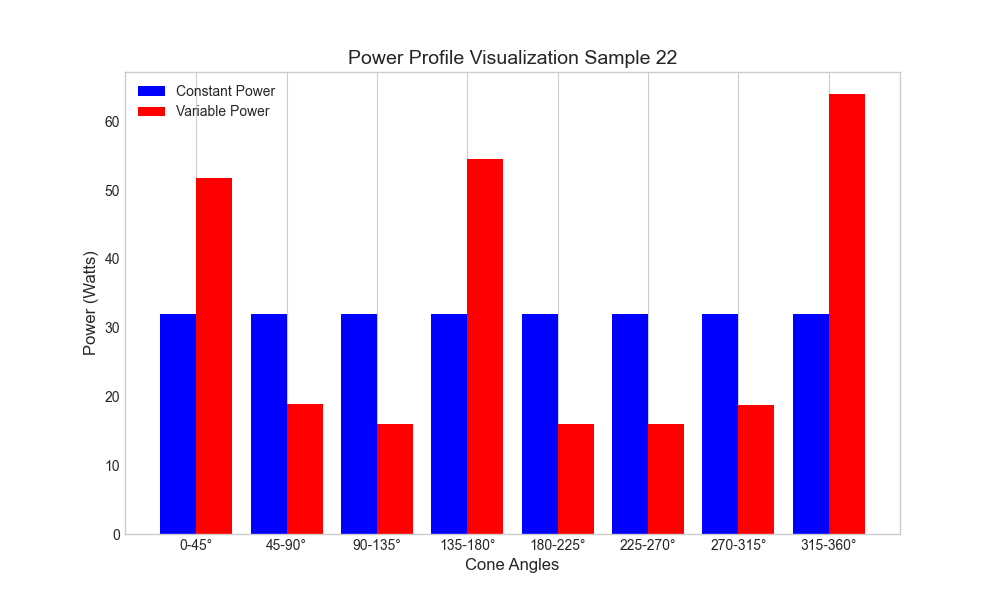 Power Profile Visualization Sample 22
Constant Power
Variable Power
Power (Watts)
60
50
40
30
20
10
0
0-45° 45-90° 90-135° 135-180° 180-225° 225-270° 270-315° 315-360°
Cone Angles